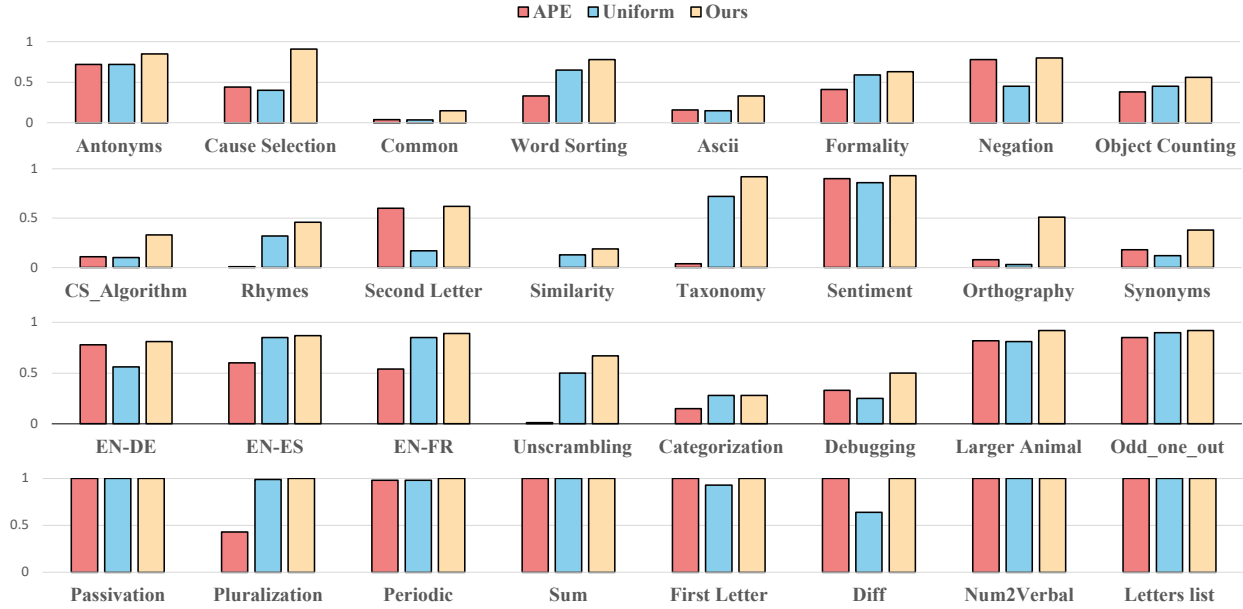 APE Uniform Ours
1
0.5
0
Antonyms Cause Selection Common Word Sorting Ascii Formality Negation Object Counting
1
0.5
0
CS_Algorithm Rhymes Second Letter Similarity Taxonomy Sentiment Orthography Synonyms
1
0.5
0
EN-DE EN-ES EN-FR Unscrambling Categorization Debugging Larger Animal Odd_one_out
1
0.5
0
Passivation Pluralization Periodic Sum First Letter Diff Num2Verbal Letters list